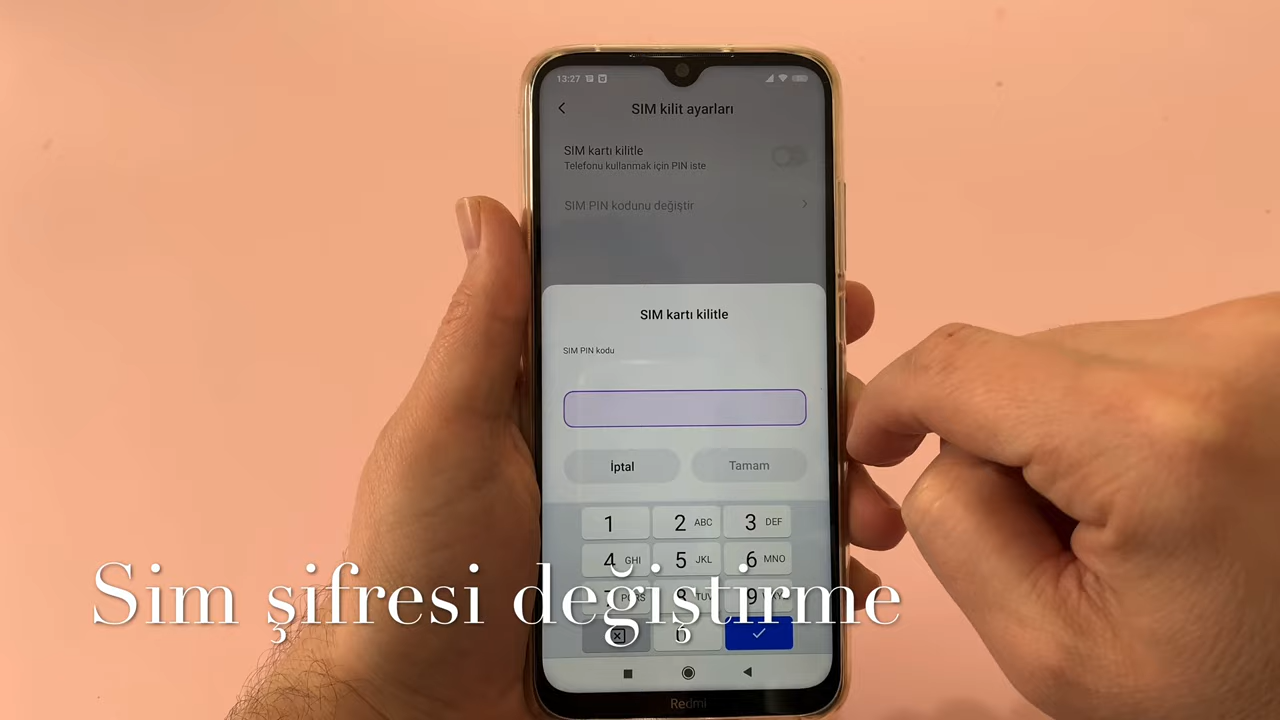 13:27
SIM kilit ayarları
SIM kartı kilitle
Telefonu kullanmak için PIN iste
SIM PIN kodunu değiştir
SIM kartı kilitle
SIM PIN kodu
İptal Tamam
1 2 ABC 3 DEF
4 GHI 5 JKL 6 MNO
Sim şifresi değiştirme
Redmi